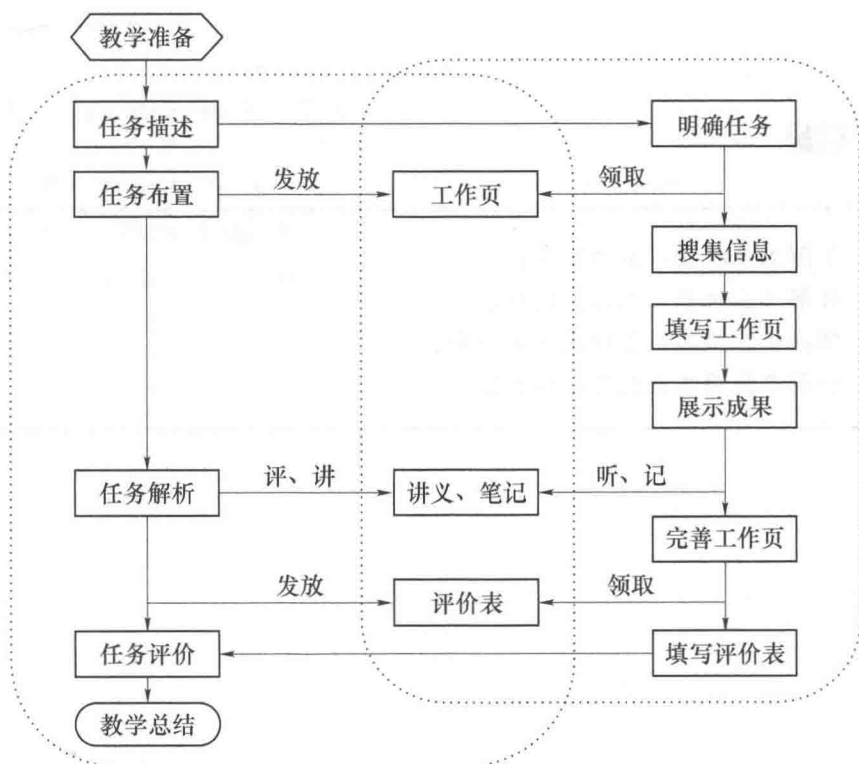 教学准备
任务描述
明确任务
任务布置
发放
工作页
领取
搜集信息
填写工作页
展示成果
任务解析
评、讲
讲义、笔记
听、记
完善工作页
发放
评价表
领取
任务评价
填写评价表
教学总结